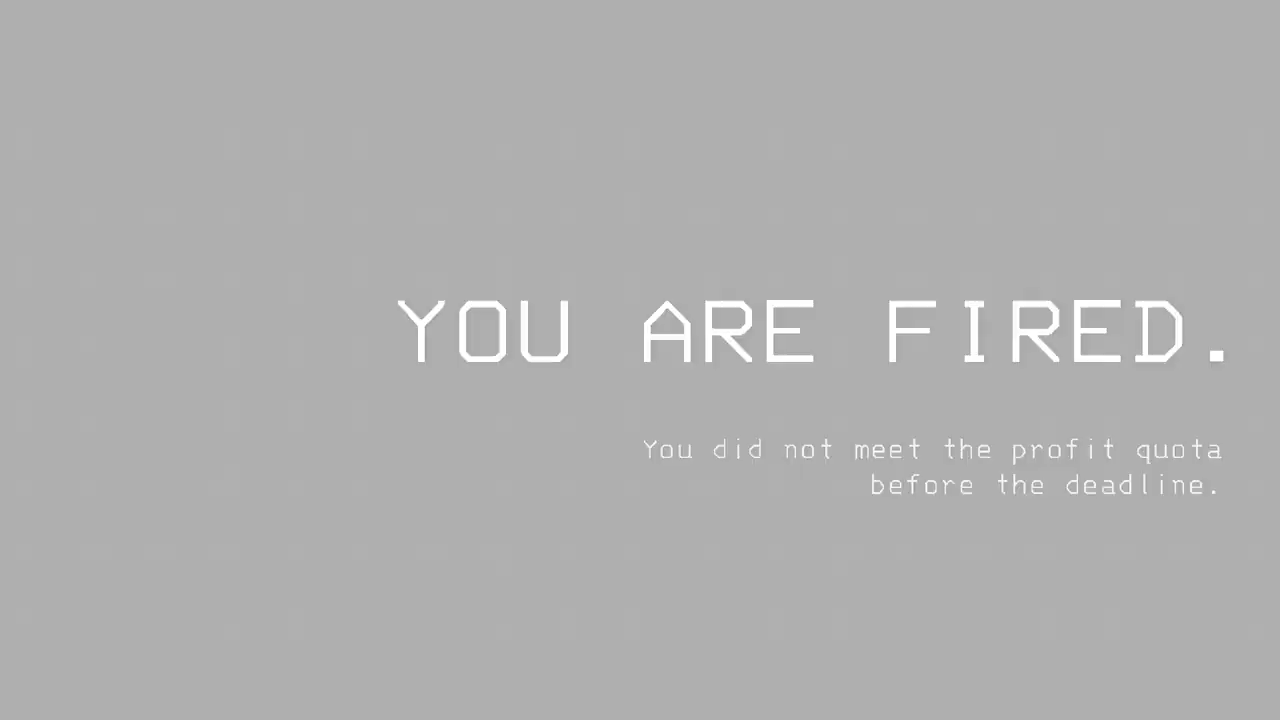 YOU ARE FIRED.
You did not meet the profit quota
before the deadline.